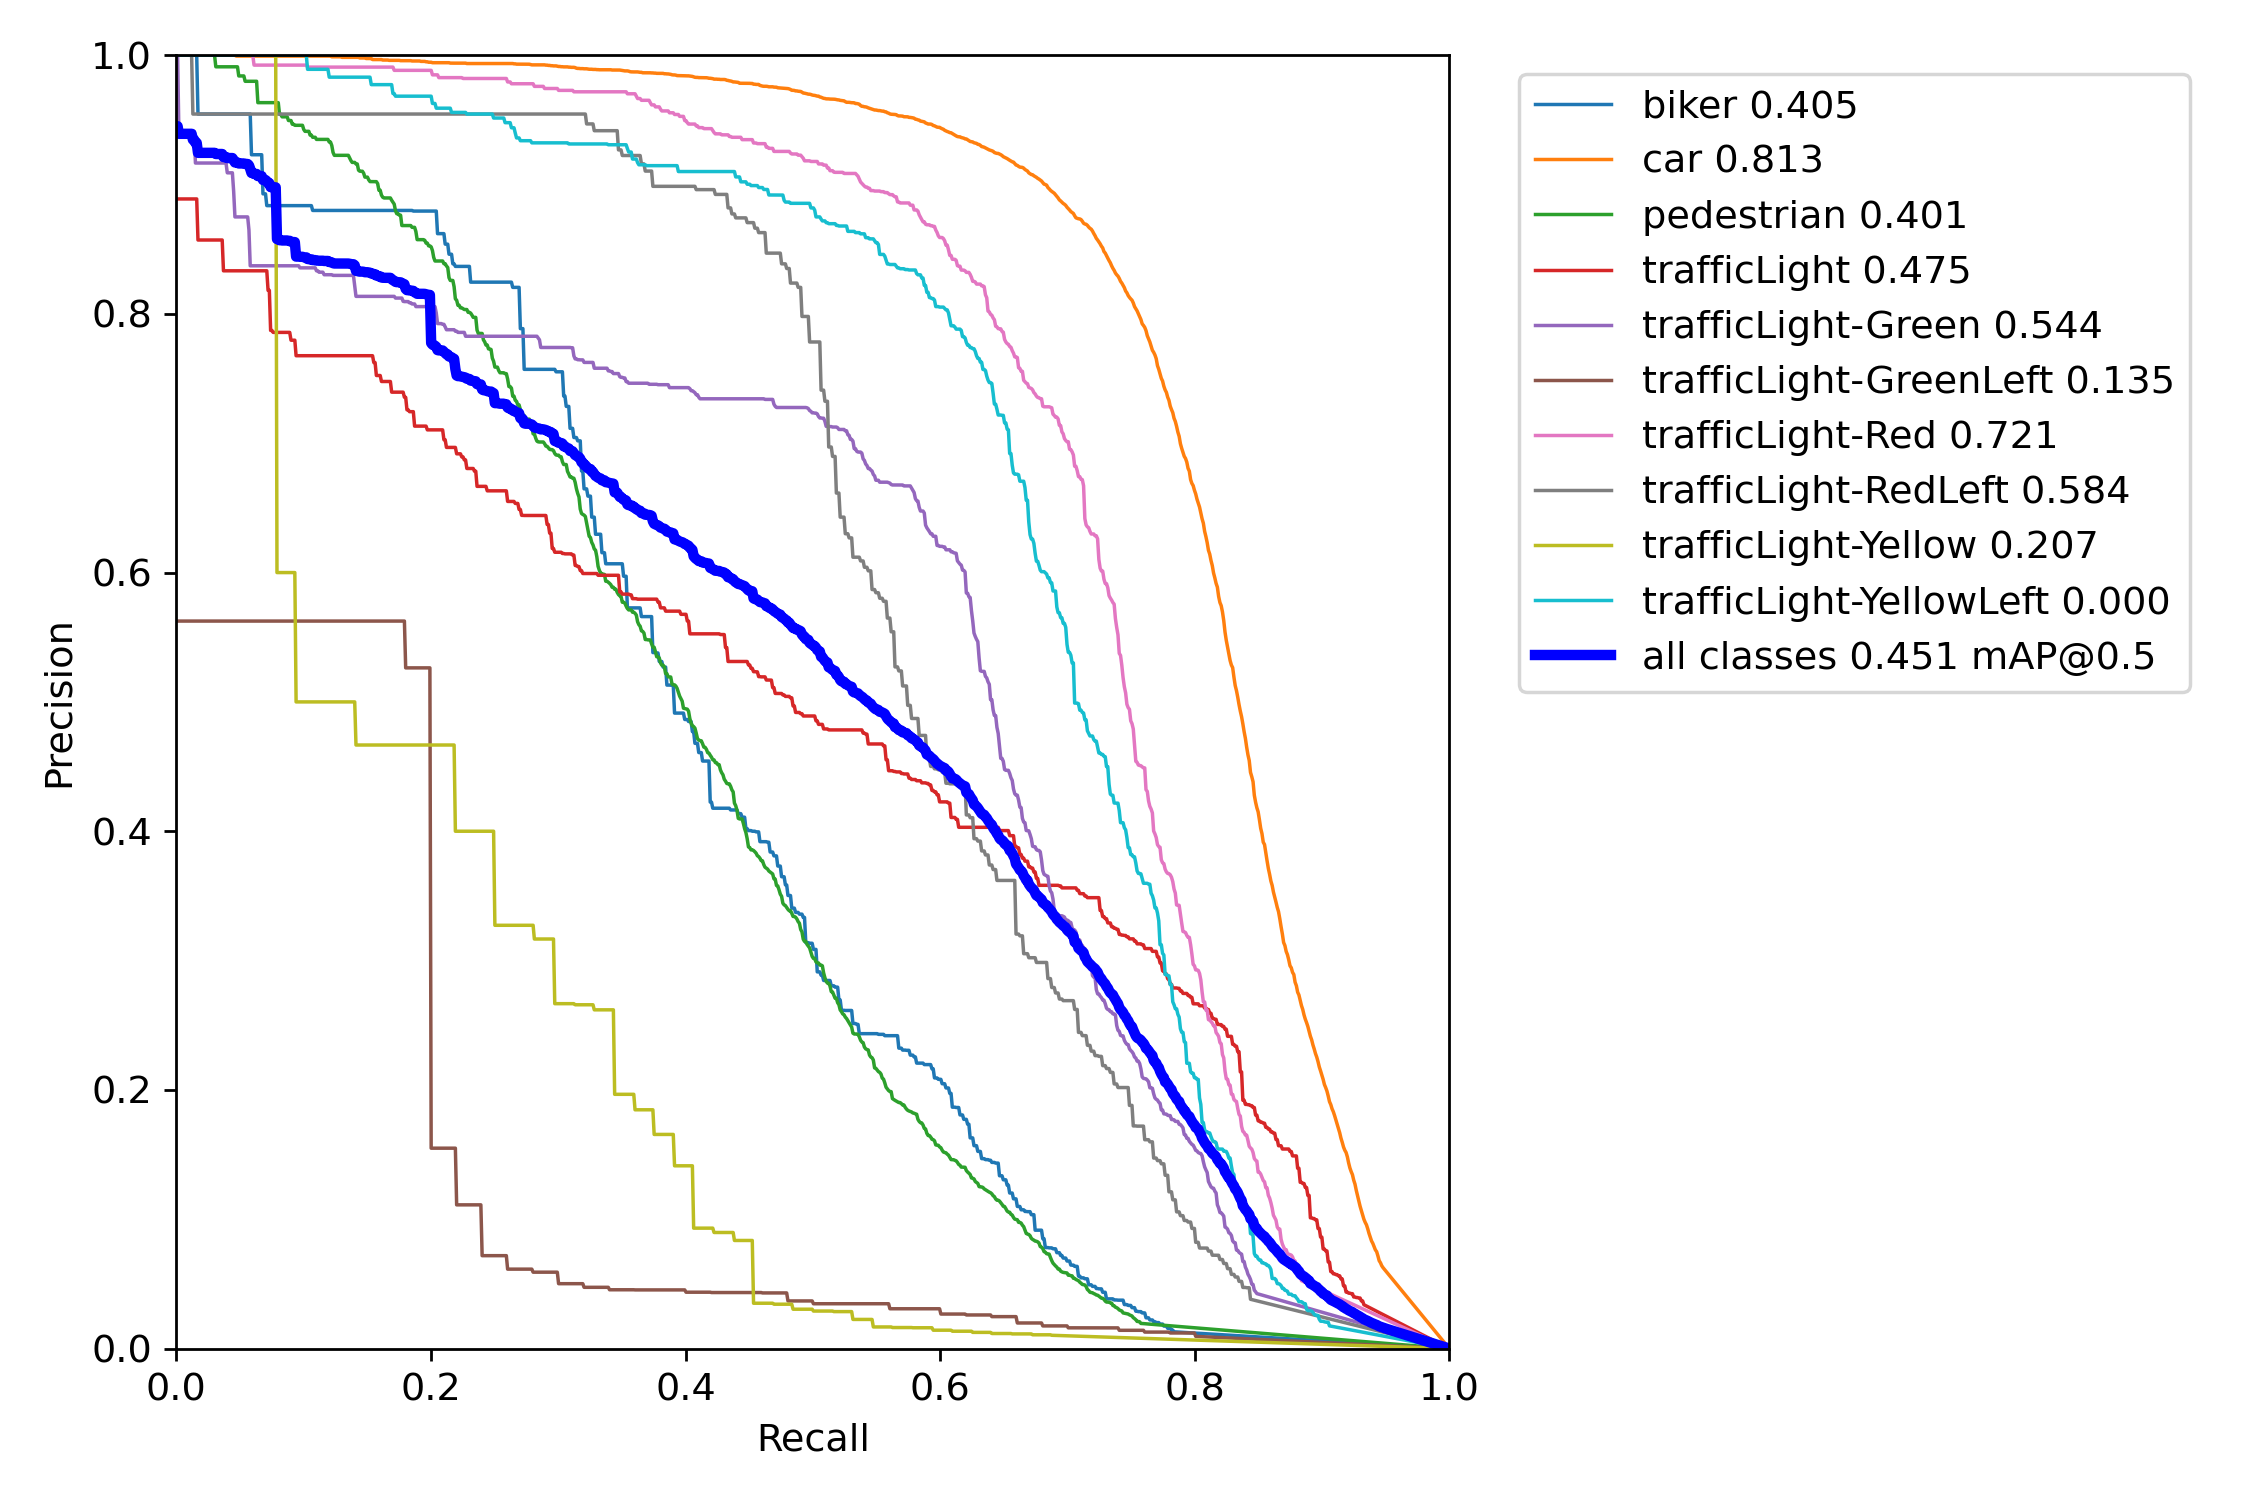 1.0
0.8
0.6
0.4
0.2
0.0
Precision
0.0 0.2 0.4 0.6 0.8 1.0
Recall
biker 0.405
car 0.813
pedestrian 0.401
trafficLight 0.475
trafficLight-Green 0.544
trafficLight-GreenLeft 0.135
trafficLight-Red 0.721
trafficLight-RedLeft 0.584
trafficLight-Yellow 0.207
trafficLight-YellowLeft 0.000
all classes 0.451 mAP@0.5